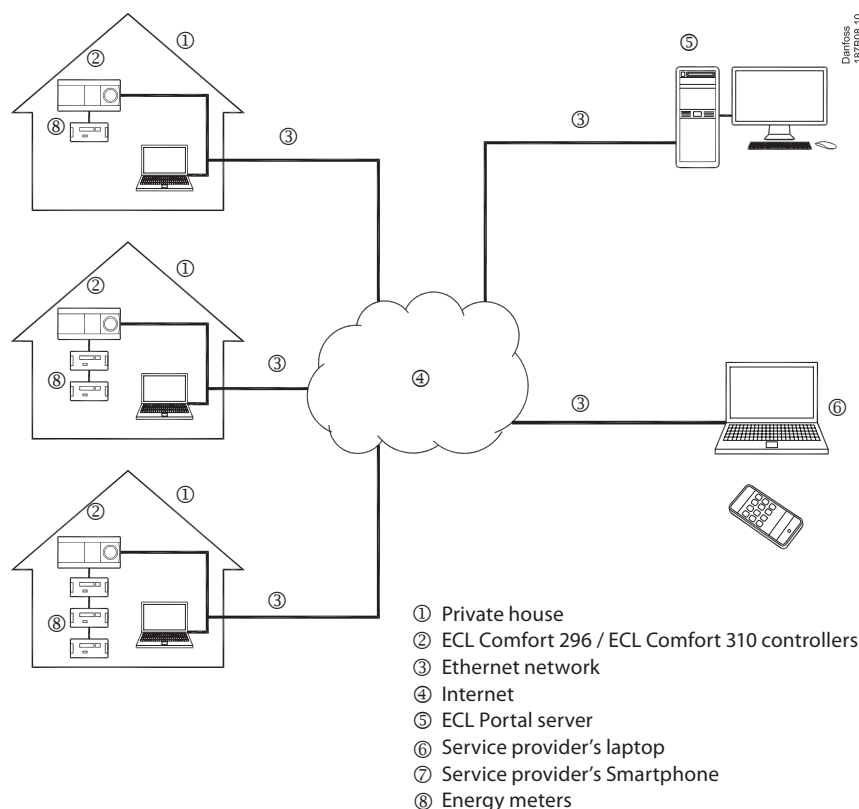 ①
②
⑧
③
①
②
⑧
③
①
②
⑧
③
④
⑤
③
Danfoss
③
⑥
① Private house
② ECL Comfort 296 / ECL Comfort 310 controllers
③ Ethernet network
④ Internet
⑤ ECL Portal server
⑥ Service provider's laptop
⑦ Service provider's Smartphone
⑧ Energy meters